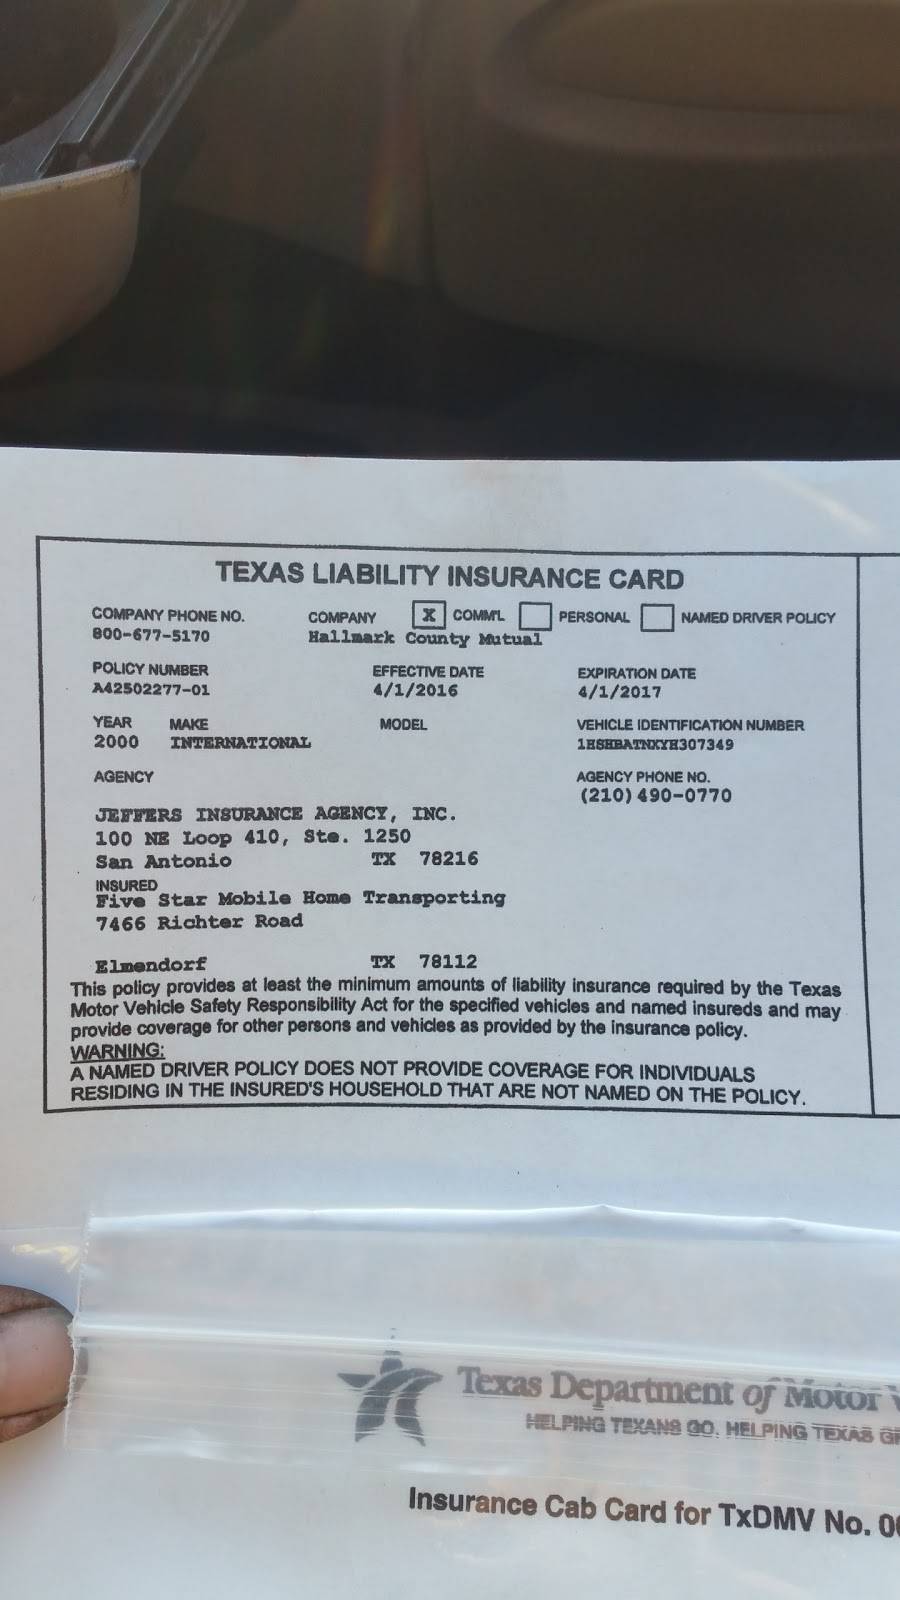 TEXAS LIABILITY INSURANCE CARD
COMPANY PHONE NO. COMPANY X COMM'L PERSONAL NAMED DRIVER POLICY
800-677-5170 Hallmark County Mutual
POLICY NUMBER EFFECTIVE DATE EXPIRATION DATE
A42502277-01 4/1/2016 4/1/2017
YEAR MAKE MODEL VEHICLE IDENTIFICATION NUMBER
2000 INTERNATIONAL 1HSHBATNXYH307349
AGENCY AGENCY PHONE NO.
(210)490-0770
JEFFERS INSURANCE AGENCY, INC.
100 NE Loop 410, Ste. 1250
San Antonio TX 78216
INSURED
Five Star Mobile Home Transporting
7466 Richter Road
Elmendorf TX 78112
This policy provides at least the minimum amounts of liability insurance required by the Texas
Motor Vehicle Safety Responsibility Act for the specified vehicles and named insureds and may
provide coverage for other persons and vehicles as provided by the insurance policy.
WARNING:
A NAMED DRIVER POLICY DOES NOT PROVIDE COVERAGE FOR INDIVIDUALS
RESIDING IN THE INSURED'S HOUSEHOLD THAT ARE NOT NAMED ON THE POLICY.
Texas Department of Motor
HELPING TEXANS GO. HELPING TEXAS
Insurance Cab Card for TxDMV No.